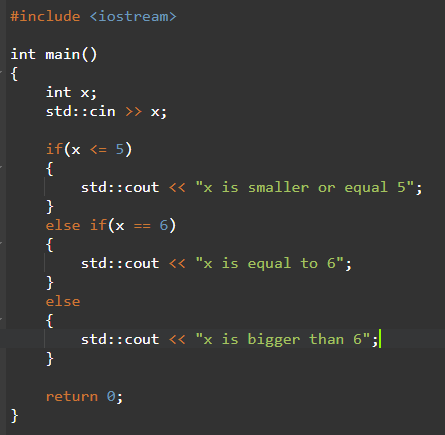 #include <iostream>
int main()
{
    int x;
    std::cin >> x;
    if(x <= 5)
    {
        std::cout << "x is smaller or equal 5";
    }
    else if(x == 6)
    {
        std::cout << "x is equal to 6";
    }
    else
    {
        std::cout << "x is bigger than 6";
    }
    return 0;
}